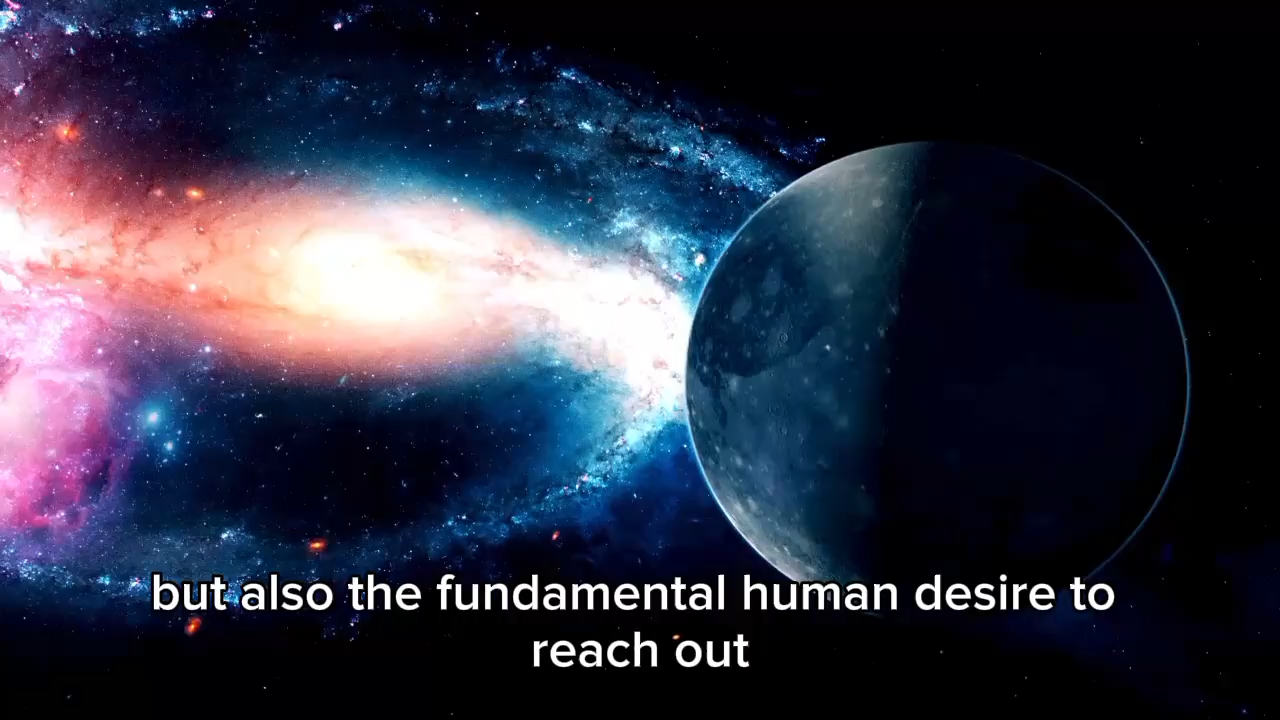 but also the fundamental human desire to
reach out